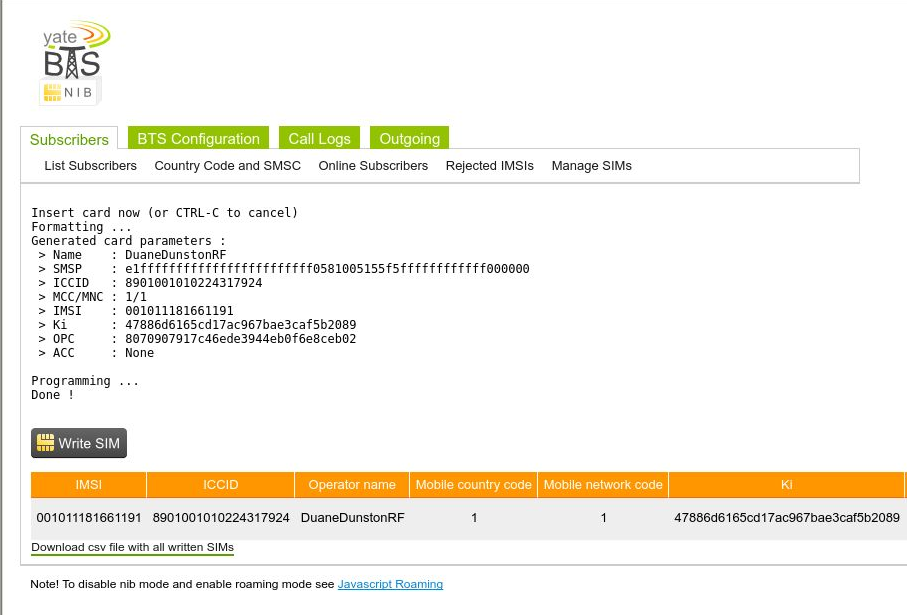 yate
BTS
NIB
Subscribers BTS Configuration Call Logs Outgoing
List Subscribers Country Code and SMSC Online Subscribers Rejected IMSIs Manage SIMs
Insert card now (or CTRL-C to cancel)
Formatting ...
Generated card parameters :
> Name : DuaneDunstonRF
> SMSP : e1ffffffffffffffffffffffff0581005155f5ffffffffffff000000
> ICCID : 8901001010224317924
> MCC/MNC : 1/1
> IMSI : 001011181661191
> Ki : 47886d6165cd17ac967bae3caf5b2089
> OPC : 8070907917c46ede3944eb0f6e8ceb02
> ACC : None
Programming ...
Done !
Write SIM
IMSI ICCID Operator name Mobile country code Mobile network code KI
001011181661191 8901001010224317924 DuaneDunstonRF 1 1 47886d6165cd17ac967bae3caf5b2089
Download csv file with all written SIMs
Note! To disable nib mode and enable roaming mode see Javascript Roaming